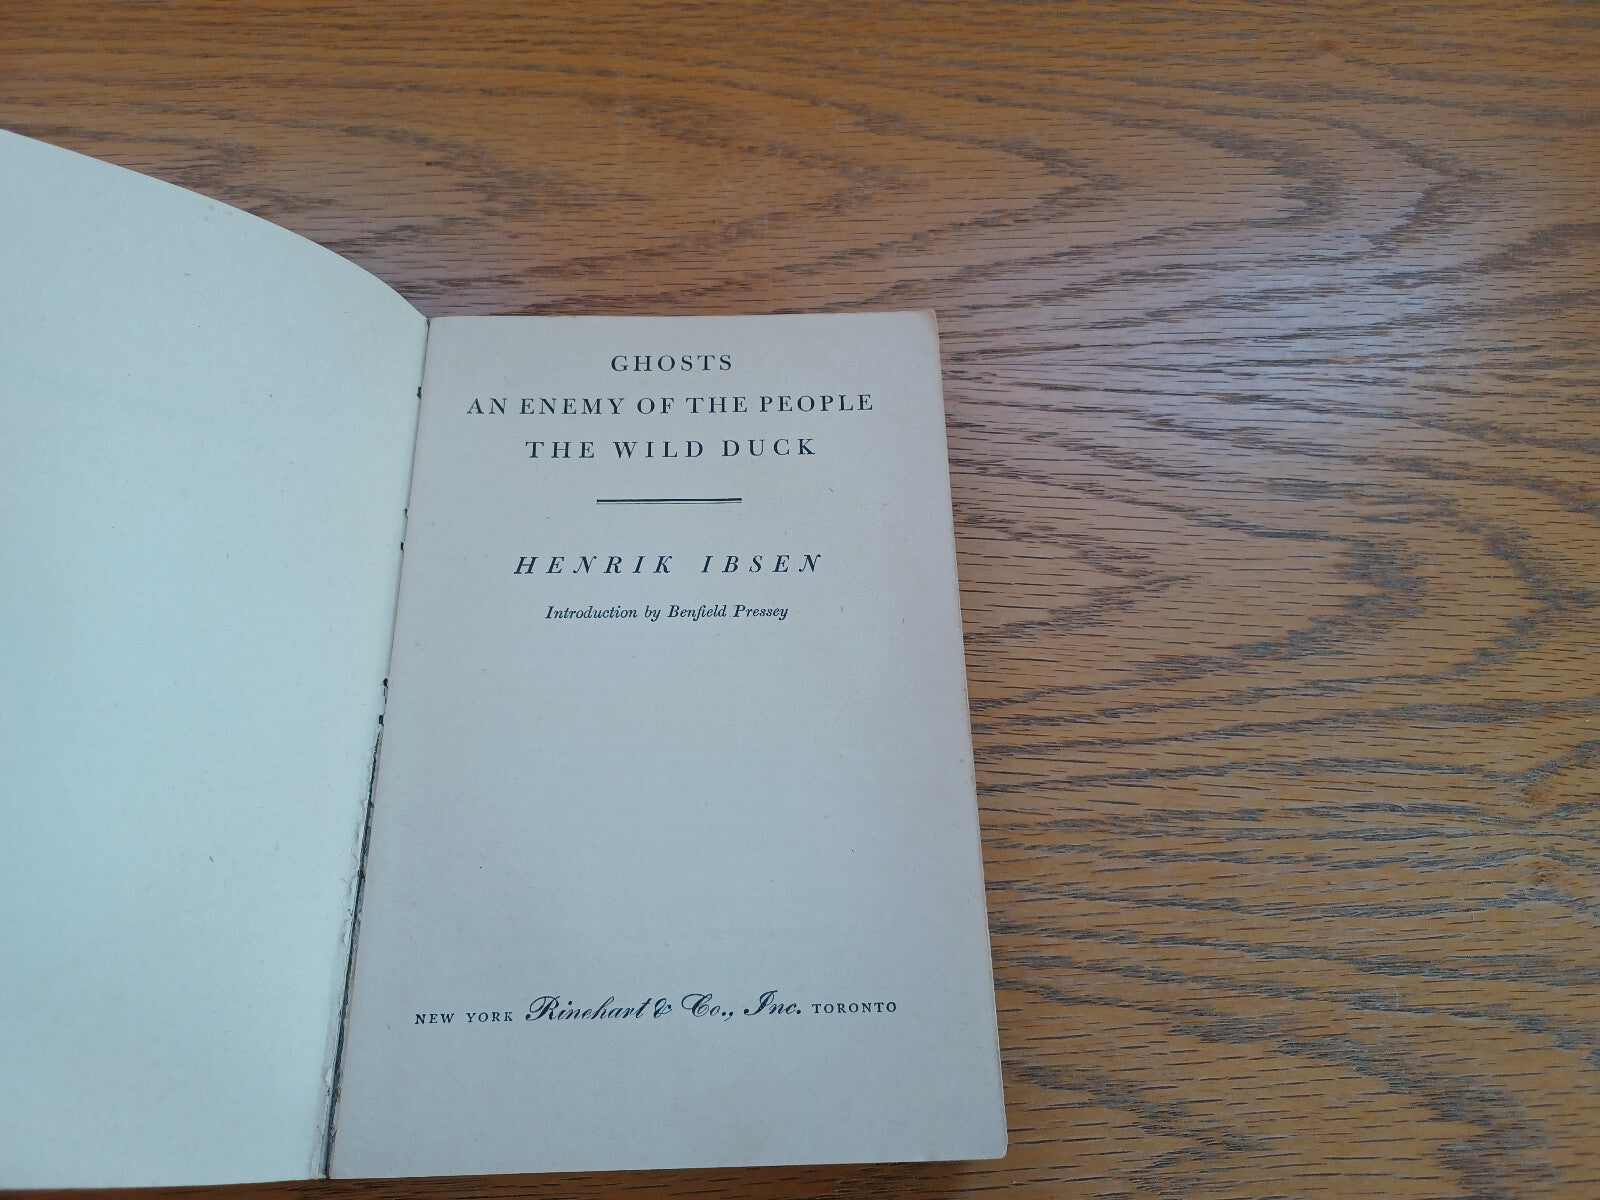 GHOSTS
AN ENEMY OF THE PEOPLE
THE WILD DUCK
HENRIK IBSEN
Introduction by Benfield Pressey
NEW YORK Rinehart & Co., Inc. TORONTO